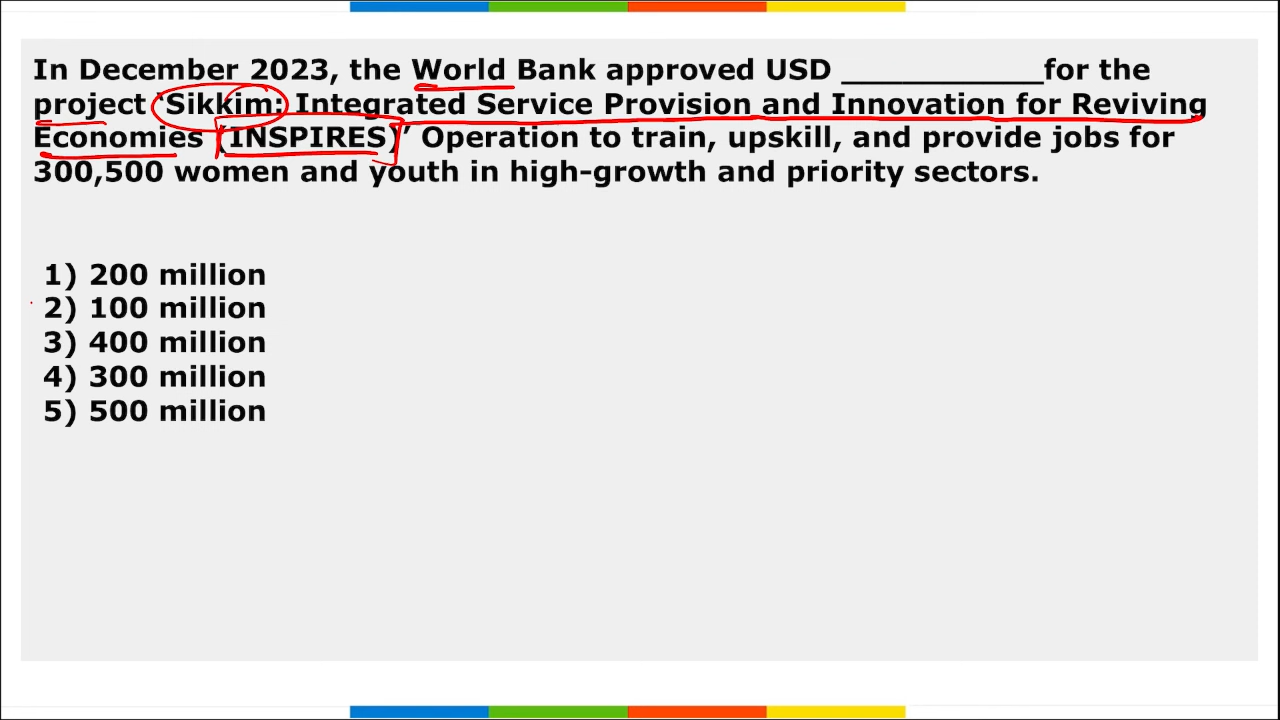 In December 2023, the World Bank approved USD _____________for the
project ‘Sikkim: Integrated Service Provision and Innovation for Reviving
Economies (INSPIRES)’ Operation to train, upskill, and provide jobs for
300,500 women and youth in high-growth and priority sectors.
1) 200 million
2) 100 million
3) 400 million
4) 300 million
5) 500 million